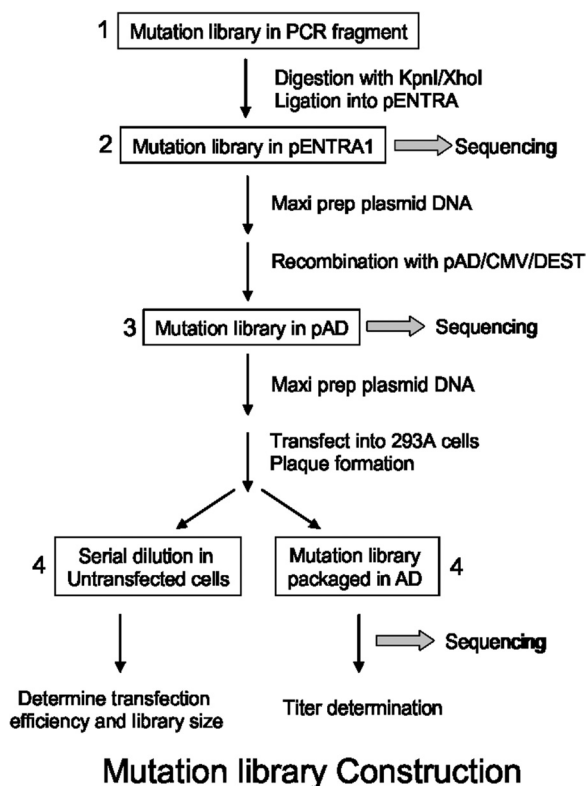 1 Mutation library in PCR fragment
Digestion with KpnI/XhoI
Ligation into pENTRA
2 Mutation library in pENTRA1 Sequencing
Maxi prep plasmid DNA
Recombination with pAD/CMV/DEST
3 Mutation library in pAD Sequencing
Maxi prep plasmid DNA
Transfect into 293A cells
Plaque formation
4 Serial dilution in
Untransfected cells
Mutation library
packaged in AD 4
Sequencing
Determine transfection
efficiency and library size
Titer determination
Mutation library Construction